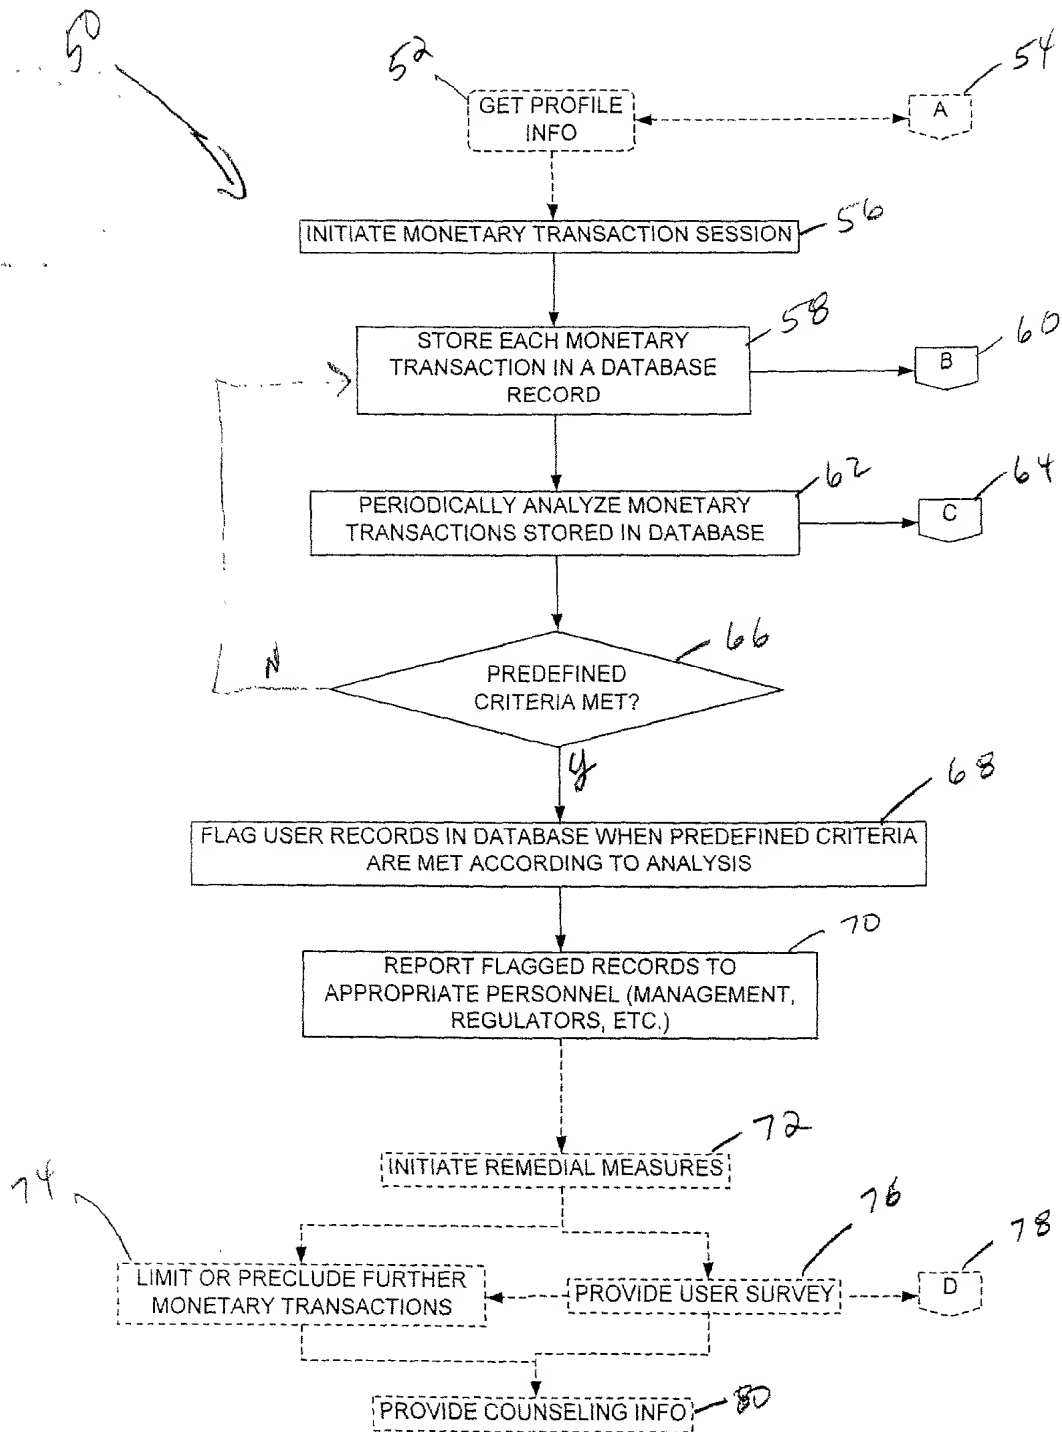 50
52
54
GET PROFILE
INFO
A
INITIATE MONETARY TRANSACTION SESSION
56
STORE EACH MONETARY
TRANSACTION IN A DATABASE
RECORD
58
B
60
PERIODICALLY ANALYZE MONETARY
TRANSACTIONS STORED IN DATABASE
62
C
64
PREDEFINED
CRITERIA MET?
66
N
Y
FLAG USER RECORDS IN DATABASE WHEN PREDEFINED CRITERIA
ARE MET ACCORDING TO ANALYSIS
68
REPORT FLAGGED RECORDS TO
APPROPRIATE PERSONNEL (MANAGEMENT,
REGULATORS, ETC.)
70
INITIATE REMEDIAL MEASURES
72
74
LIMIT OR PRECLUDE FURTHER
MONETARY TRANSACTIONS
PROVIDE USER SURVEY
76
D
78
PROVIDE COUNSELING INFO
80